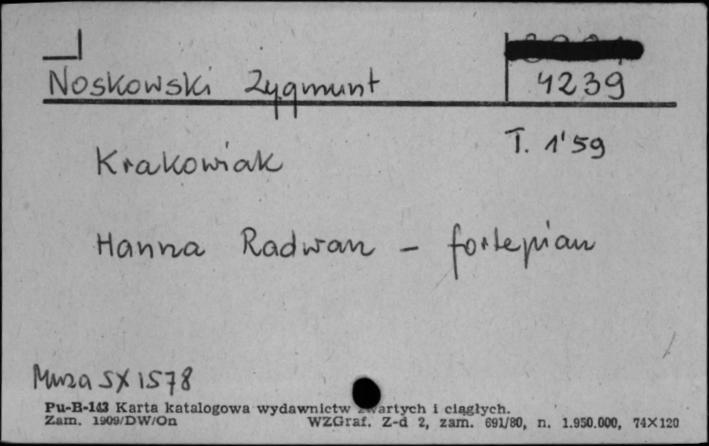 Noskowski Zygmunt
4239
T. 1'59
Krakowiak
Hanna Radwan – fortepian
Muza SX 1578
Pu-B-143 Karta katalogowa wydawnictw zwartych i ciągłych.
Zam. 1909/DW/On WZGraf. Z-d 2, zam. 691/80, n. 1.950.000, 74X120